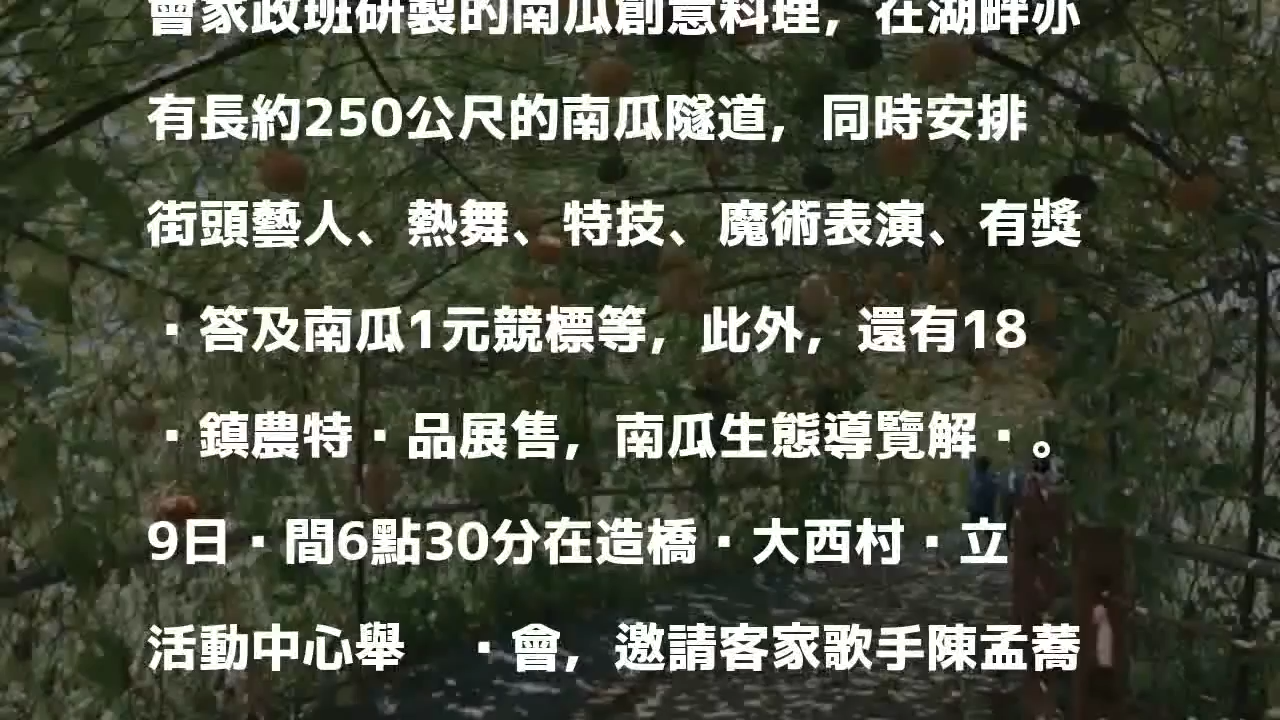 會家政班研製的南瓜創意料理，在湖畔亦
有長約250公尺的南瓜隧道，同時安排
街頭藝人、熱舞、特技、魔術表演、有獎
▪答及南瓜1元競標等，此外，還有18
▪鎮農特▪品展售，南瓜生態導覽解▪。
9日▪間6點30分在造橋▪大西村▪立
活動中心舉　▪會，邀請客家歌手陳孟蕎